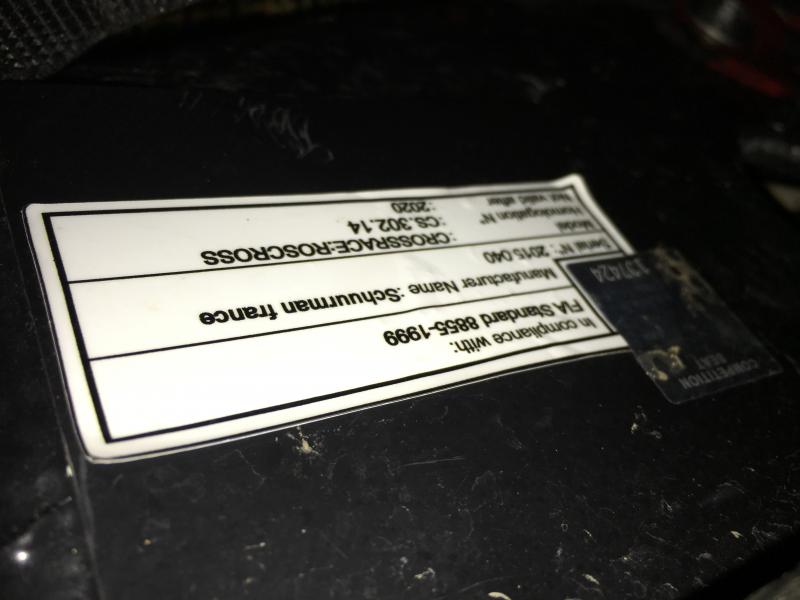 In compliance with:
FIA Standard 8855-1999
Manufacturer Name :Schuurman france
Serial N°: 2015.040
Model :CROSSRACE:ROSCROSS
Homologation N° :CS.302.14
Not valid after :2020
COMPETITION
SEAT
137424